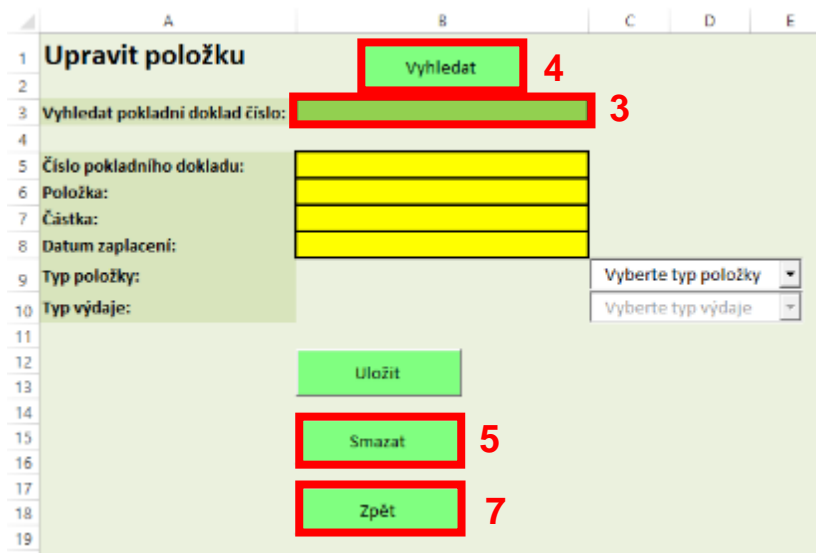 A B C D E
1 Upravit položku Vyhledat 4
2
3 Vyhledat pokladní doklad číslo: 3
4
5 Číslo pokladního dokladu:
6 Položka:
7 Částka:
8 Datum zaplacení:
9 Typ položky: Vyberte typ položky
10 Typ výdaje: Vyberte typ výdaje
11
12 Uložit
13
14
15 Smazat 5
16
17
18 Zpět 7
19